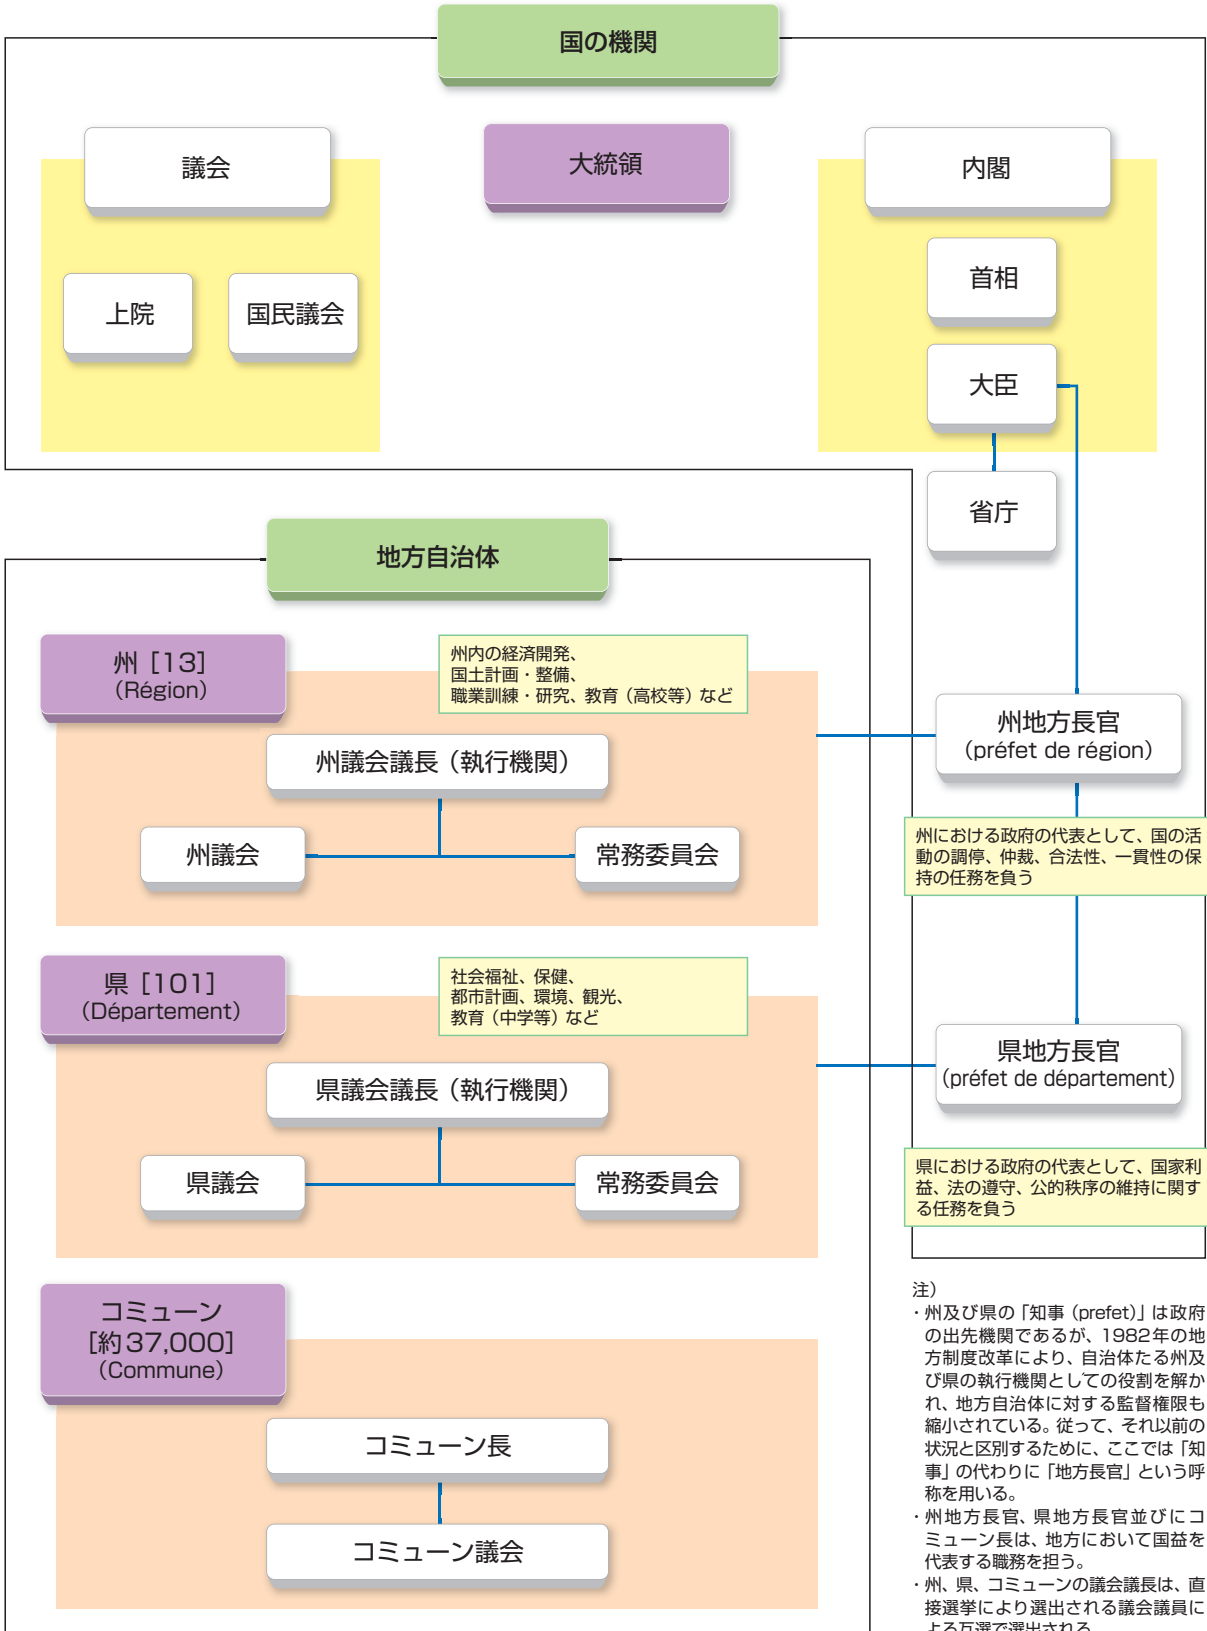 国の機関
議会
大統領
内閣
上院
国民議会
首相
大臣
省庁
地方自治体
州［13］
（Région）
州内の経済開発、
国土計画・整備、
職業訓練・研究、教育（高校等）など
州議会議長（執行機関）
州議会
常務委員会
州地方長官
（préfet de région）
州における政府の代表として、国の活
動の調停、仲裁、合法性、一貫性の保
持の任務を負う
県［101］
（Département）
社会福祉、保健、
都市計画、環境、観光、
教育（中学等）など
県議会議長（執行機関）
県議会
常務委員会
県地方長官
（préfet de département）
県における政府の代表として、国家利
益、法の遵守、公的秩序の維持に関す
る任務を負う
コミューン
［約37,000］
（Commune）
コミューン長
コミューン議会
注）
・州及び県の「知事（prefet）」は政府
の出先機関であるが、1982年の地
方制度改革により、自治体たる州及
び県の執行機関としての役割を解か
れ、地方自治体に対する監督権限も
縮小されている。従って、それ以前の
状況と区別するために、ここでは「知
事」の代わりに「地方長官」という呼
称を用いる。
・州地方長官、県地方長官並びにコ
ミューン長は、地方において国益を
代表する職務を担う。
・州、県、コミューンの議会議長は、直
接選挙により選出される議会議員に
よる互選で選出される